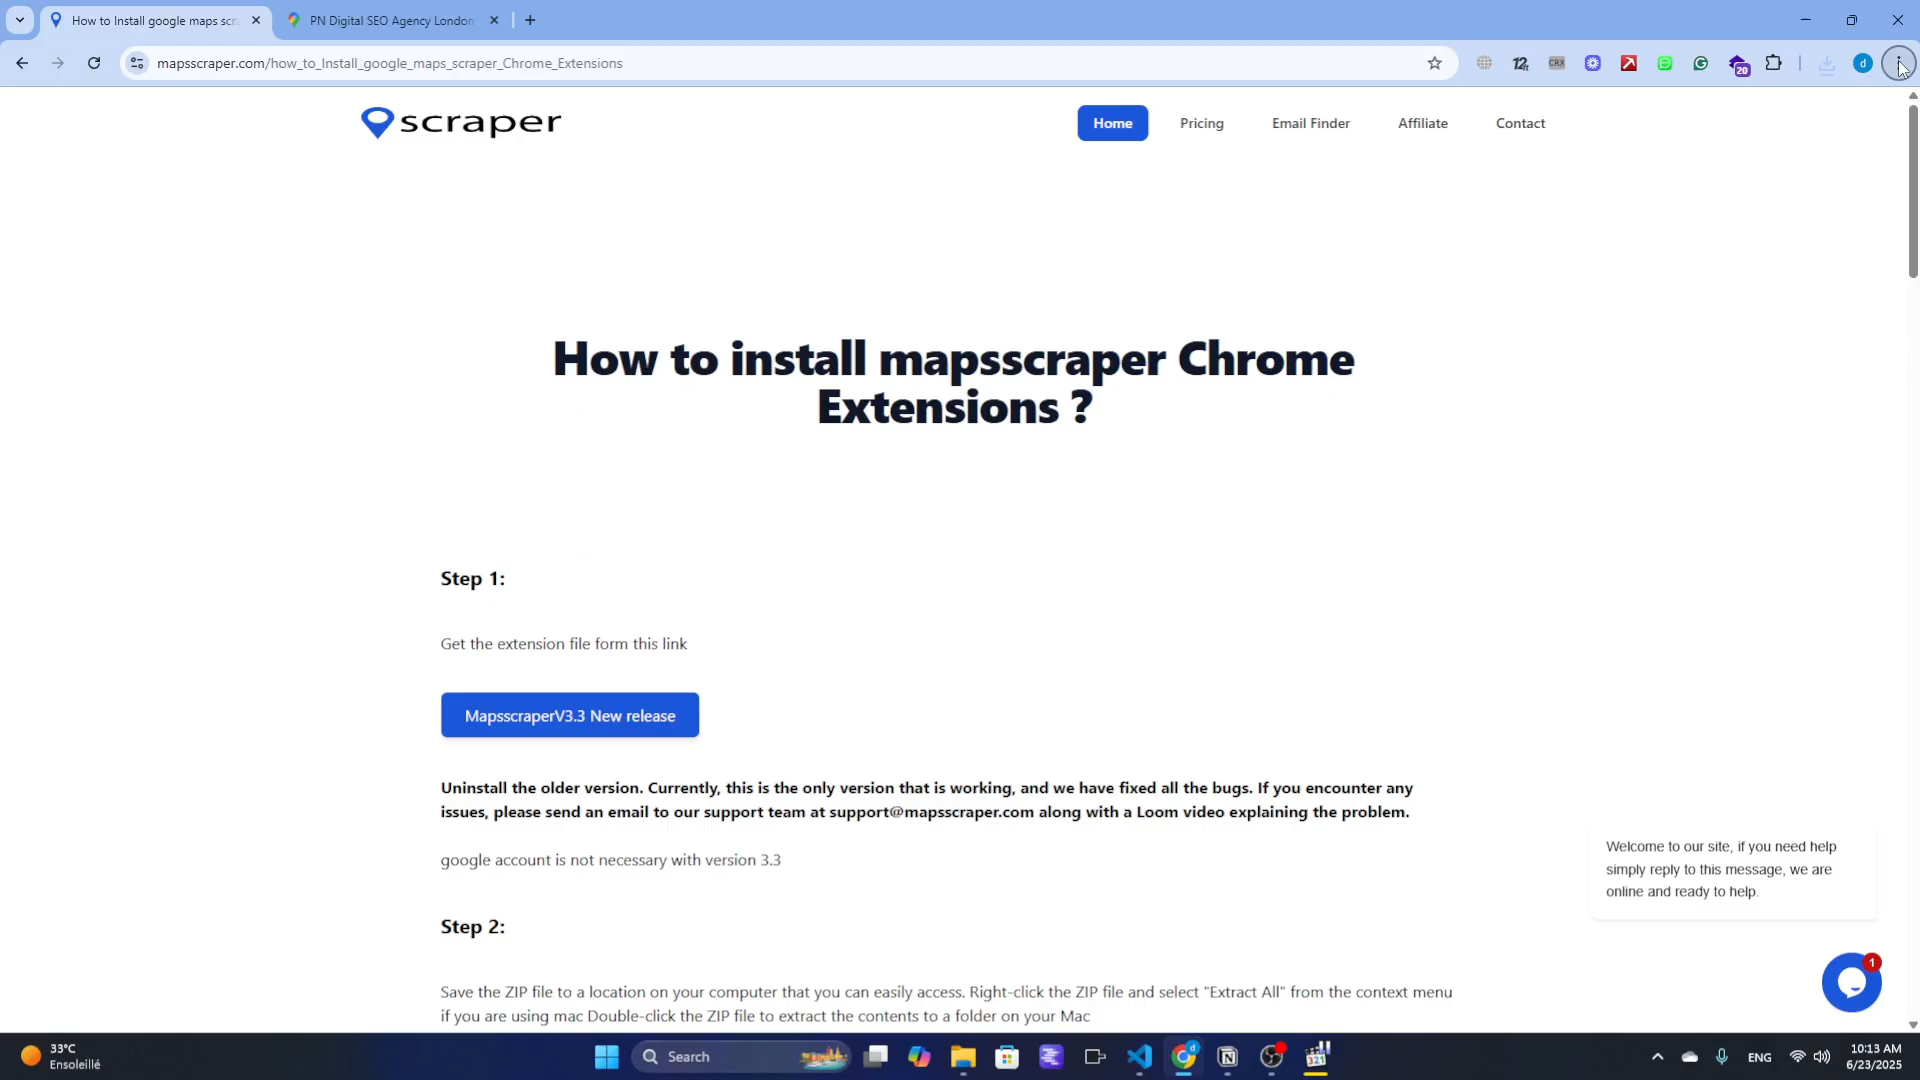 How to Install google maps scr
PN Digital SEO Agency London
mapsscraper.com/how_to_Install_google_maps_scraper_Chrome_Extensions
12ft
CRX
20
d
scraper
Home
Pricing
Email Finder
Affiliate
Contact
How to install mapsscraper Chrome
Extensions ?
Step 1:
Get the extension file form this link
MapsscraperV3.3 New release
Uninstall the older version. Currently, this is the only version that is working, and we have fixed all the bugs. If you encounter any
issues, please send an email to our support team at support@mapsscraper.com along with a Loom video explaining the problem.
google account is not necessary with version 3.3
Step 2:
Save the ZIP file to a location on your computer that you can easily access. Right-click the ZIP file and select "Extract All" from the context menu
if you are using mac Double-click the ZIP file to extract the contents to a folder on your Mac
Welcome to our site, if you need help
simply reply to this message, we are
online and ready to help.
1
33°C
Ensoleillé
Search
d
321
ENG
10:13 AM
6/23/2025